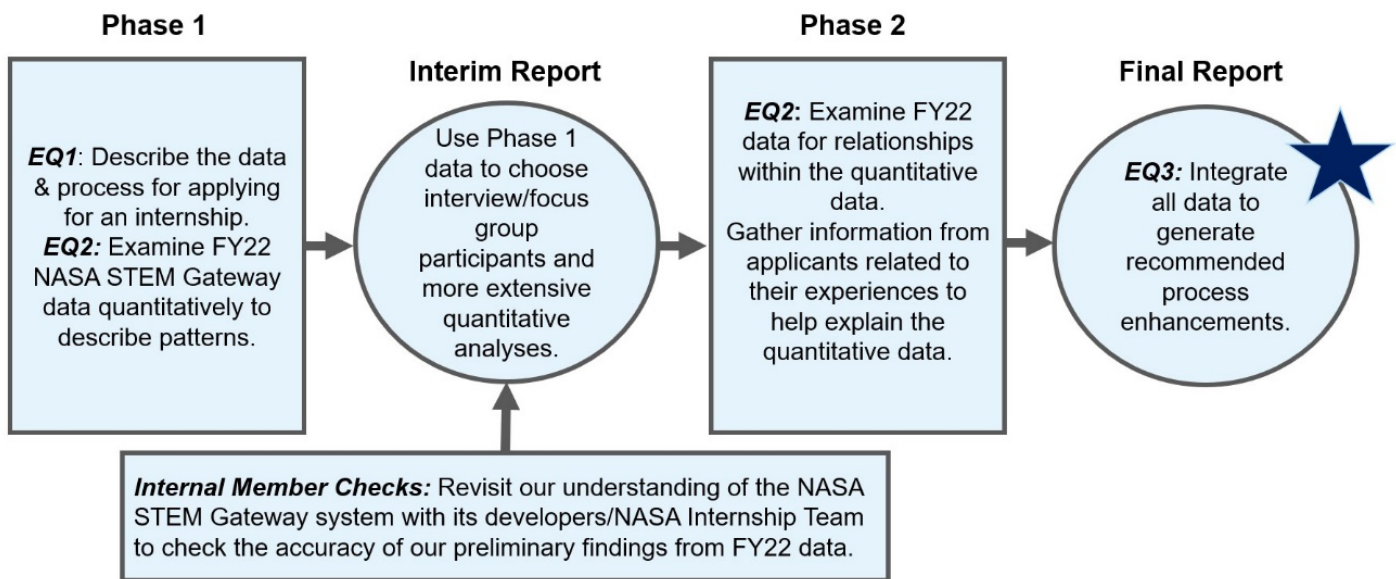 Phase 1
EQ1: Describe the data
& process for applying
for an internship.
EQ2: Examine FY22
NASA STEM Gateway
data quantitatively to
describe patterns.
Interim Report
Use Phase 1
data to choose
interview/focus
group
participants and
more extensive
quantitative
analyses.
Phase 2
EQ2: Examine FY22
data for relationships
within the quantitative
data.
Gather information from
applicants related to
their experiences to
help explain the
quantitative data.
Final Report
EQ3: Integrate
all data to
generate
recommended
process
enhancements.
Internal Member Checks: Revisit our understanding of the NASA
STEM Gateway system with its developers/NASA Internship Team
to check the accuracy of our preliminary findings from FY22 data.